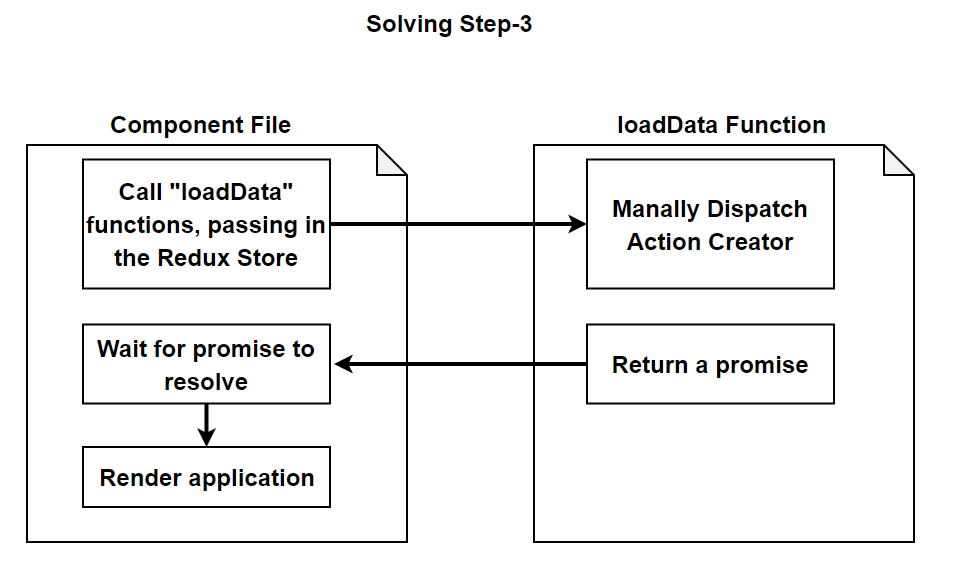 Solving Step-3
Component File
Call "loadData"
functions, passing in
the Redux Store
Wait for promise to
resolve
Render application
loadData Function
Manally Dispatch
Action Creator
Return a promise